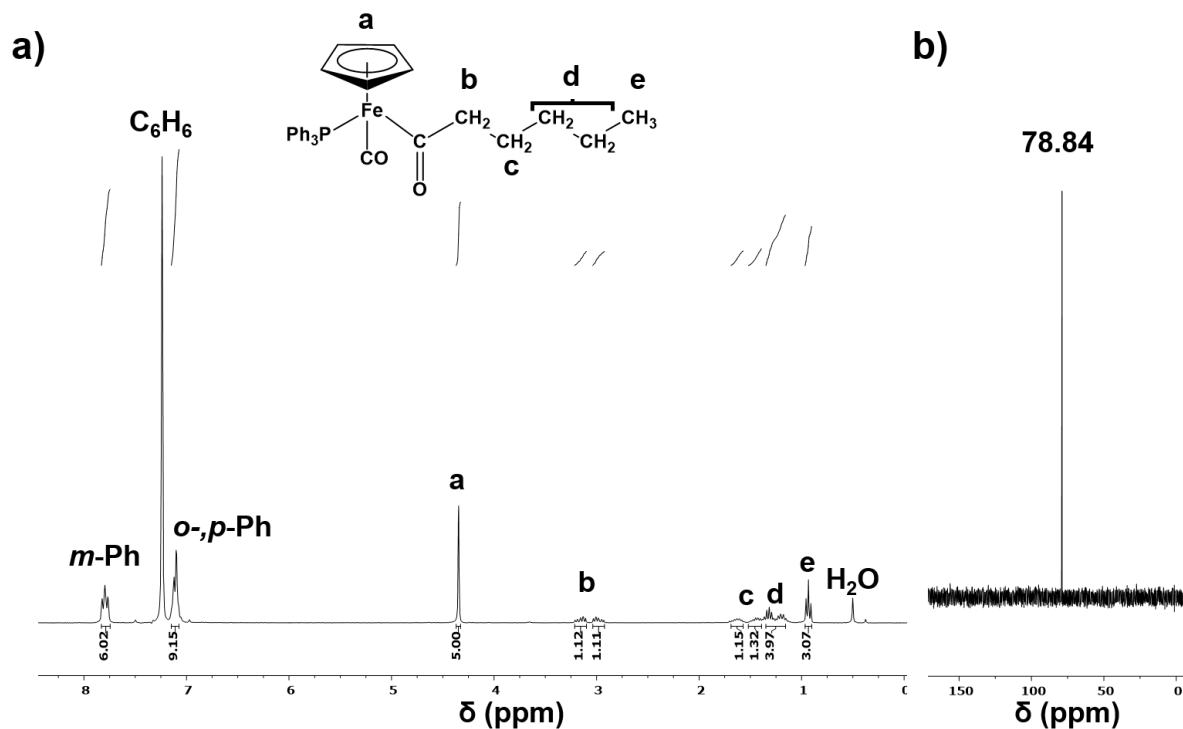 a)
b)
a
b
d
e
C₆H₆
Fe
Ph₃P
CO
C
O
CH₂
CH₂
CH₂
CH₂
CH₃
c
78.84
m-Ph
o-,p-Ph
a
b
c
d
e
H₂O
6.02
9.15
5.00
1.12
1.11
1.15
1.32
3.97
3.07
8 7 6 5 4 3 2 1 0
δ (ppm)
150 100 50 0
δ (ppm)